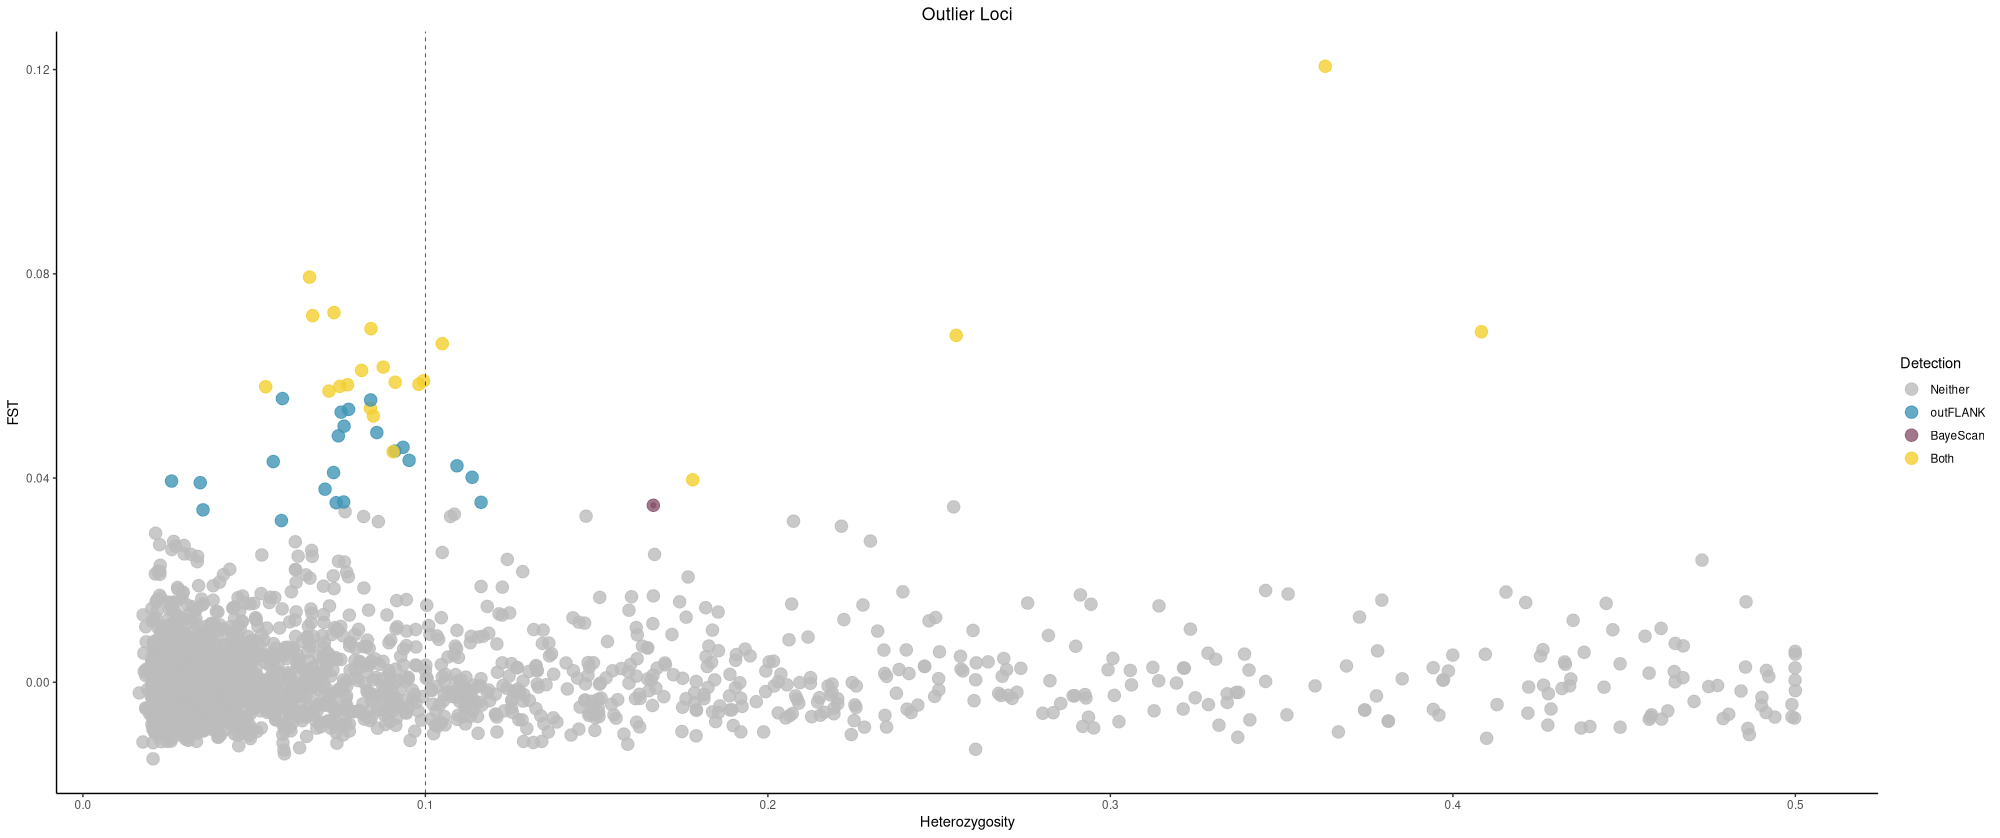 Outlier Loci
0.12
0.08
0.04
0.00
FST
0.0 0.1 0.2 0.3 0.4 0.5
Heterozygosity
Detection
Neither
outFLANK
BayeScan
Both